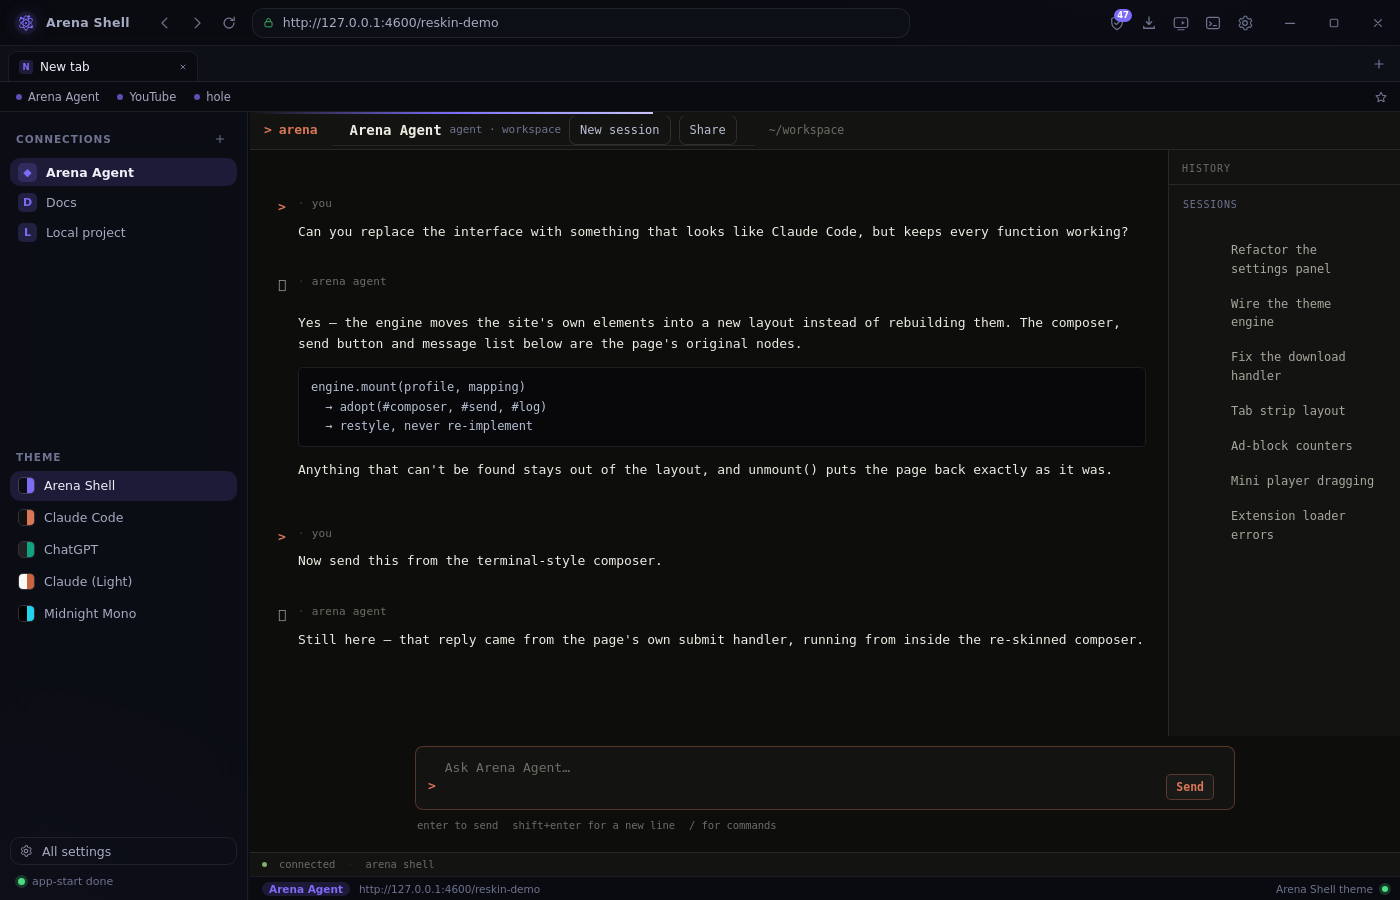 Arena Shell
http://127.0.0.1:4600/reskin-demo
47
N New tab ×
Arena Agent YouTube hole
CONNECTIONS +
◆ Arena Agent
D Docs
L Local project
THEME
Arena Shell
Claude Code
ChatGPT
Claude (Light)
Midnight Mono
All settings
app-start done
> arena Arena Agent agent · workspace New session Share ~/workspace
> · you
Can you replace the interface with something that looks like Claude Code, but keeps every function working?
· arena agent
Yes — the engine moves the site's own elements into a new layout instead of rebuilding them. The composer,
send button and message list below are the page's original nodes.
engine.mount(profile, mapping)
→ adopt(#composer, #send, #log)
→ restyle, never re-implement
Anything that can't be found stays out of the layout, and unmount() puts the page back exactly as it was.
> · you
Now send this from the terminal-style composer.
· arena agent
Still here — that reply came from the page's own submit handler, running from inside the re-skinned composer.
HISTORY
SESSIONS
Refactor the
settings panel
Wire the theme
engine
Fix the download
handler
Tab strip layout
Ad-block counters
Mini player dragging
Extension loader
errors
Ask Arena Agent…
> Send
enter to send shift+enter for a new line / for commands
connected · arena shell
Arena Agent http://127.0.0.1:4600/reskin-demo Arena Shell theme